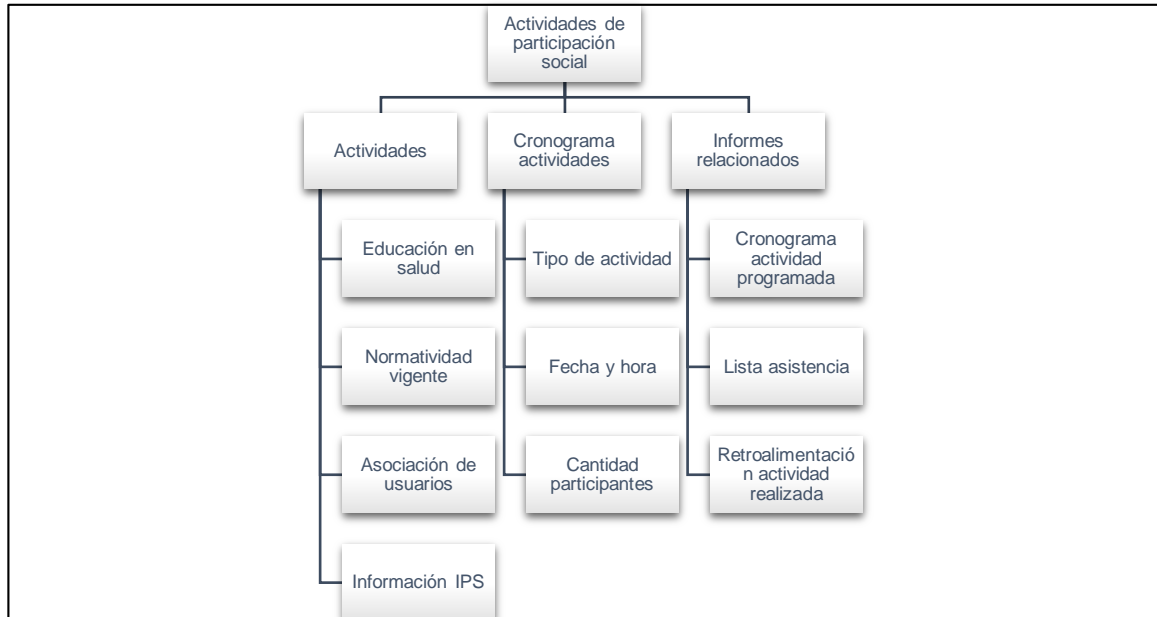 Actividades de
participación
social
Actividades
Cronograma
actividades
Informes
relacionados
Educación en
salud
Tipo de actividad
Cronograma
actividad
programada
Normatividad
vigente
Fecha y hora
Lista asistencia
Asociación de
usuarios
Cantidad
participantes
Retroalimentació
n actividad
realizada
Información IPS